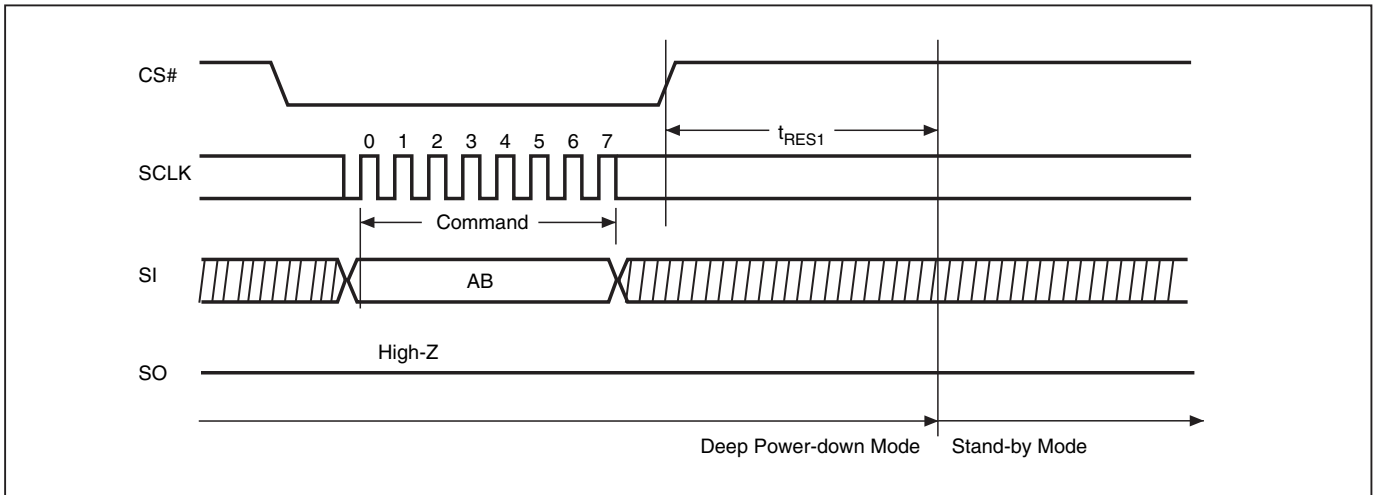 CS#
tRES1
0 1 2 3 4 5 6 7
SCLK
Command
SI
AB
High-Z
SO
Deep Power-down Mode
Stand-by Mode